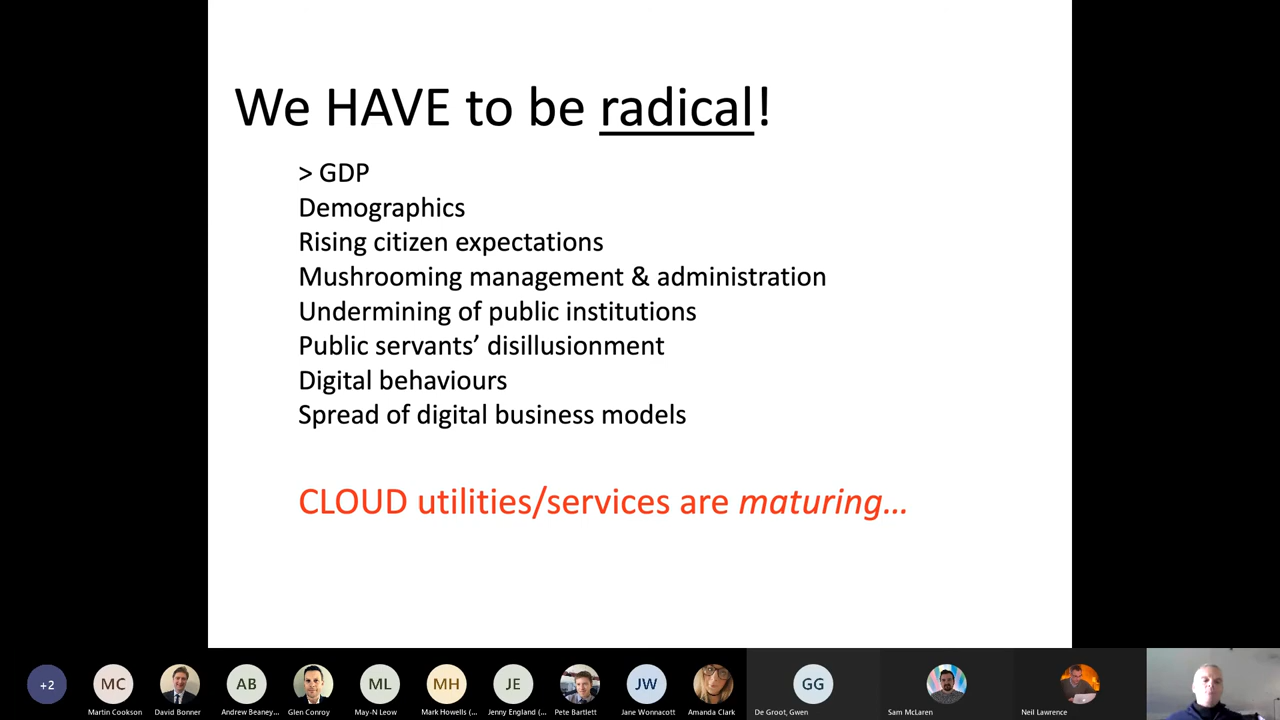 We HAVE to be radical!
> GDP
Demographics
Rising citizen expectations
Mushrooming management & administration
Undermining of public institutions
Public servants’ disillusionment
Digital behaviours
Spread of digital business models
CLOUD utilities/services are maturing...
+2
MC
AB
ML
MH
JE
JW
GG
Martin Cookson
David Bonner
Andrew Beaney...
Glen Conroy
May-N Leow
Mark Howells (...
Jenny England (...
Pete Bartlett
Jane Wonnacott
Amanda Clark
De Groot, Gwen
Sam McLaren
Neil Lawrence